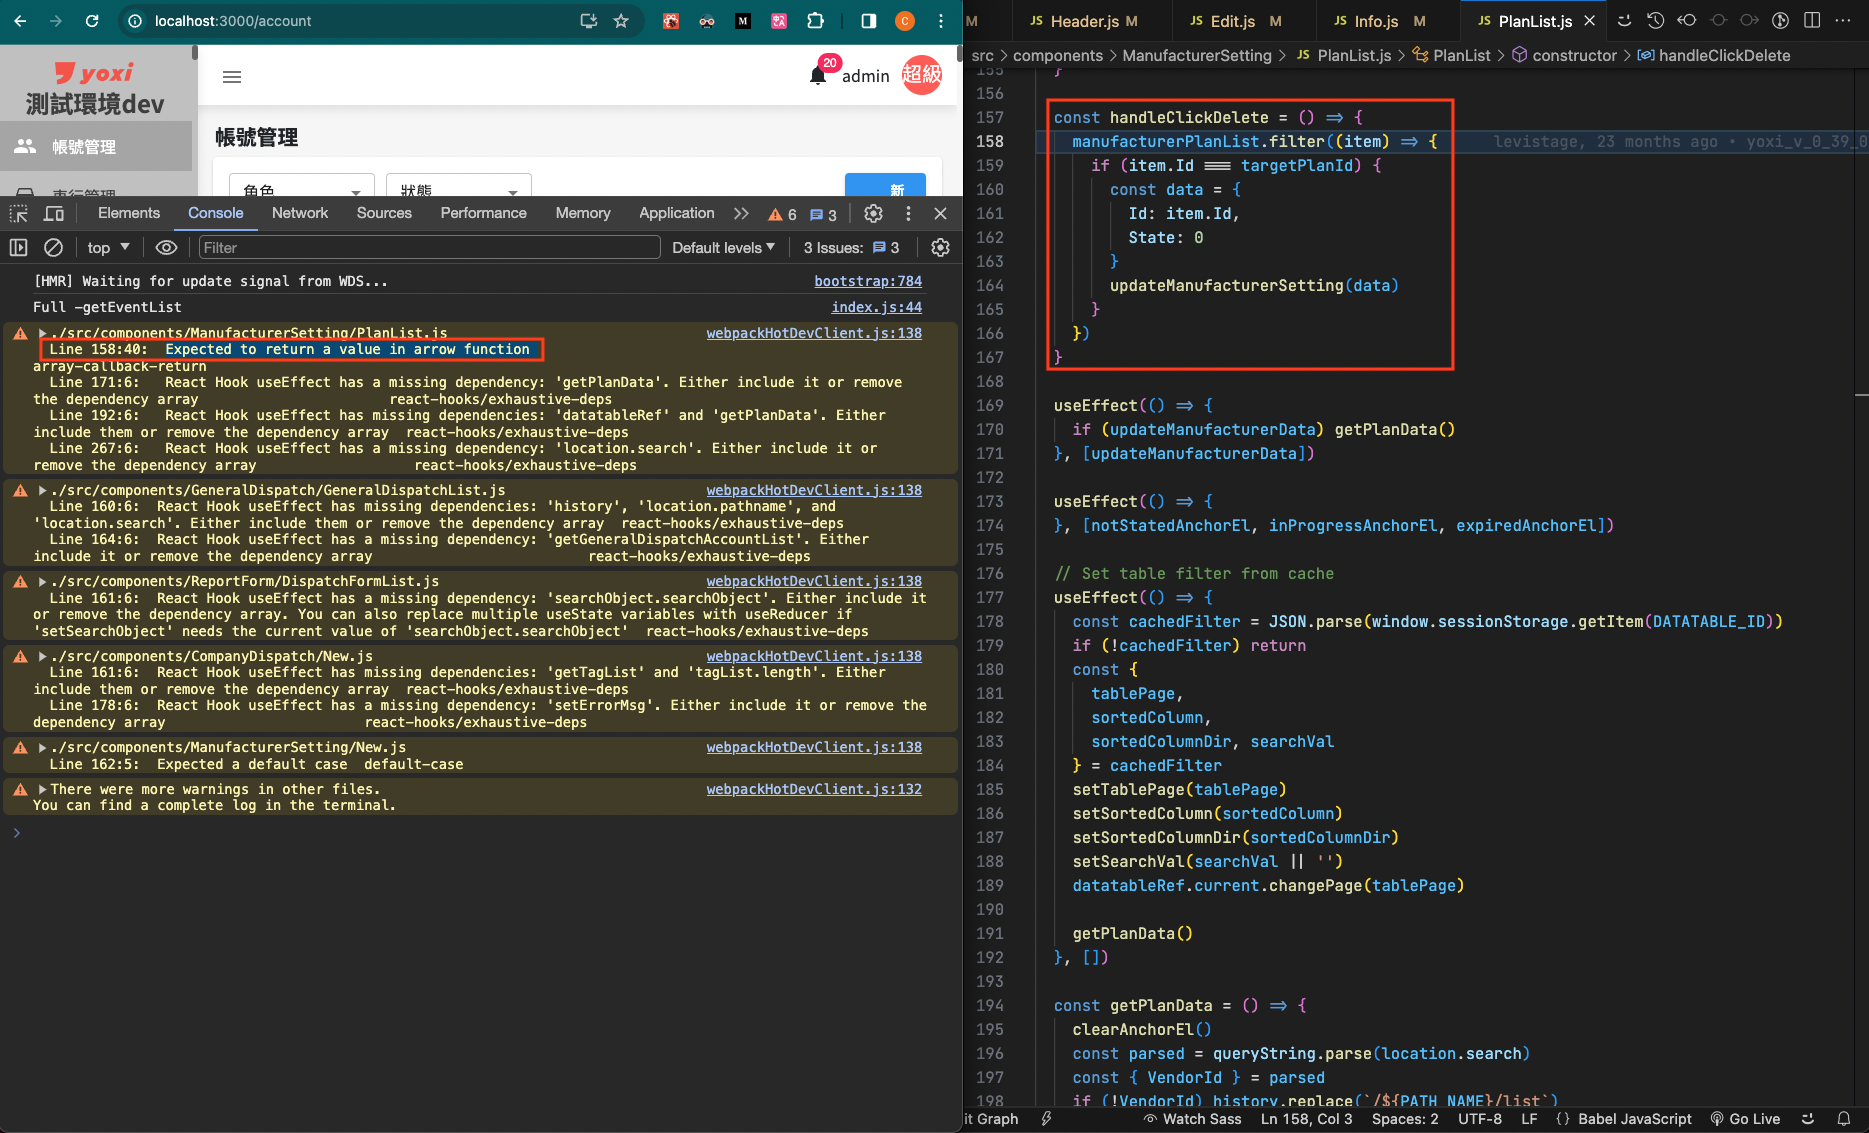 localhost:3000/account
M
C
yoxi
測試環境dev
帳號管理
車行管理
20
admin
超級
帳號管理
角色
狀態
新
Elements
Console
Network
Sources
Performance
Memory
Application
6
3
top
Filter
Default levels
3 Issues:
3
[HMR] Waiting for update signal from WDS...
bootstrap:784
Full -getEventList
index.js:44
./src/components/ManufacturerSetting/PlanList.js
webpackHotDevClient.js:138
Line 158:40:  Expected to return a value in arrow function
array-callback-return
Line 171:6:   React Hook useEffect has a missing dependency: 'getPlanData'. Either include it or remove
the dependency array                          react-hooks/exhaustive-deps
Line 192:6:   React Hook useEffect has missing dependencies: 'datatableRef' and 'getPlanData'. Either
include them or remove the dependency array  react-hooks/exhaustive-deps
Line 267:6:   React Hook useEffect has a missing dependency: 'location.search'. Either include it or
remove the dependency array                   react-hooks/exhaustive-deps
./src/components/GeneralDispatch/GeneralDispatchList.js
webpackHotDevClient.js:138
Line 160:6:  React Hook useEffect has missing dependencies: 'history', 'location.pathname', and
'location.search'. Either include them or remove the dependency array  react-hooks/exhaustive-deps
Line 164:6:  React Hook useEffect has a missing dependency: 'getGeneralDispatchAccountList'. Either
include it or remove the dependency array                          react-hooks/exhaustive-deps
./src/components/ReportForm/DispatchFormList.js
webpackHotDevClient.js:138
Line 161:6:  React Hook useEffect has a missing dependency: 'searchObject.searchObject'. Either include it
or remove the dependency array. You can also replace multiple useState variables with useReducer if
'setSearchObject' needs the current value of 'searchObject.searchObject'  react-hooks/exhaustive-deps
./src/components/CompanyDispatch/New.js
webpackHotDevClient.js:138
Line 161:6:  React Hook useEffect has missing dependencies: 'getTagList' and 'tagList.length'. Either
include them or remove the dependency array  react-hooks/exhaustive-deps
Line 178:6:  React Hook useEffect has a missing dependency: 'setErrorMsg'. Either include it or remove the
dependency array                        react-hooks/exhaustive-deps
./src/components/ManufacturerSetting/New.js
webpackHotDevClient.js:138
Line 162:5:  Expected a default case  default-case
There were more warnings in other files.
webpackHotDevClient.js:132
You can find a complete log in the terminal.
M
JS Header.js M
JS Edit.js M
JS Info.js M
JS PlanList.js
src > components > ManufacturerSetting > JS PlanList.js > PlanList > constructor > handleClickDelete
155 }
156
157 const handleClickDelete = () => {
158 manufacturerPlanList.filter((item) => { levistage, 23 months ago • yoxi_v_0_39_0
159 if (item.Id === targetPlanId) {
160 const data = {
161 Id: item.Id,
162 State: 0
163 }
164 updateManufacturerSetting(data)
165 }
166 })
167 }
168
169 useEffect(() => {
170 if (updateManufacturerData) getPlanData()
171 }, [updateManufacturerData])
172
173 useEffect(() => {
174 }, [notStatedAnchorEl, inProgressAnchorEl, expiredAnchorEl])
175
176 // Set table filter from cache
177 useEffect(() => {
178 const cachedFilter = JSON.parse(window.sessionStorage.getItem(DATATABLE_ID))
179 if (!cachedFilter) return
180 const {
181 tablePage,
182 sortedColumn,
183 sortedColumnDir, searchVal
184 } = cachedFilter
185 setTablePage(tablePage)
186 setSortedColumn(sortedColumn)
187 setSortedColumnDir(sortedColumnDir)
188 setSearchVal(searchVal || '')
189 datatableRef.current.changePage(tablePage)
190
191 getPlanData()
192 }, [])
193
194 const getPlanData = () => {
195 clearAnchorEl()
196 const parsed = queryString.parse(location.search)
197 const { VendorId } = parsed
198 if (!VendorId) history.replace(`/${PATH_NAME}/list`)
it Graph
Watch Sass
Ln 158, Col 3
Spaces: 2
UTF-8
LF
{} Babel JavaScript
Go Live